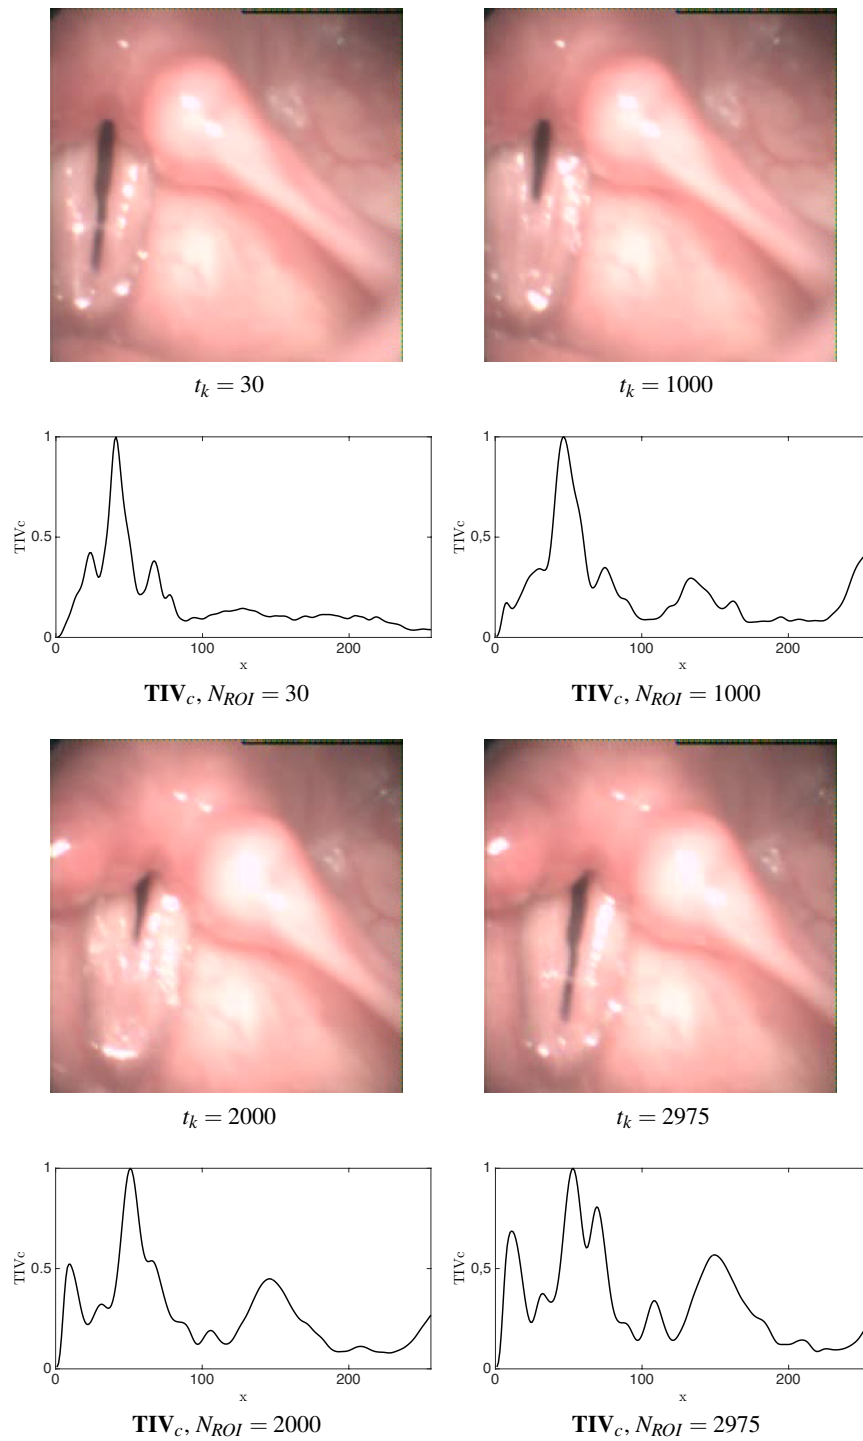 t_k = 30
t_k = 1000
1
0.5
0
0
100
200
TIVc
x
TIV_c, N_ROI = 30
1
0.5
0
0
100
200
TIVc
x
TIV_c, N_ROI = 1000
t_k = 2000
t_k = 2975
1
0.5
0
0
100
200
TIVc
x
TIV_c, N_ROI = 2000
1
0,5
0
0
100
200
TIVc
x
TIV_c, N_ROI = 2975